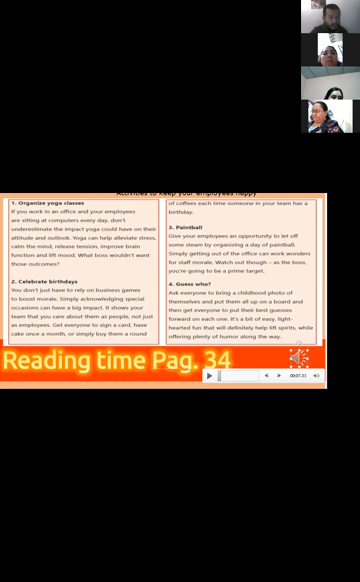 Activities to keep your employees happy
1. Organize yoga classes
If you work in an office and your employees
are sitting at computers every day, don't
underestimate the impact yoga could have on their
attitude and outlook. Yoga can help alleviate stress,
calm the mind, release tension, improve brain
function and lift mood. What boss wouldn't want
those outcomes?
2. Celebrate birthdays
You don't just have to rely on business games
to boost morale. Simply acknowledging special
occasions can have a big impact. It shows your
team that you care about them as people, not just
as employees. Get everyone to sign a card, have
cake once a month, or simply buy them a round
of coffees each time someone in your team has a
birthday.
3. Paintball
Give your employees an opportunity to let off
some steam by organizing a day of paintball.
Simply getting out of the office can work wonders
for staff morale. Watch out though – as the boss,
you're going to be a prime target.
4. Guess who?
Ask everyone to bring a childhood photo of
themselves and put them all up on a board and
then get everyone to put their best guesses
forward on each one. It's a bit of easy, light-
hearted fun that will definitely help lift spirits, while
offering plenty of humor along the way.
Reading time Pag. 34
00:07.53